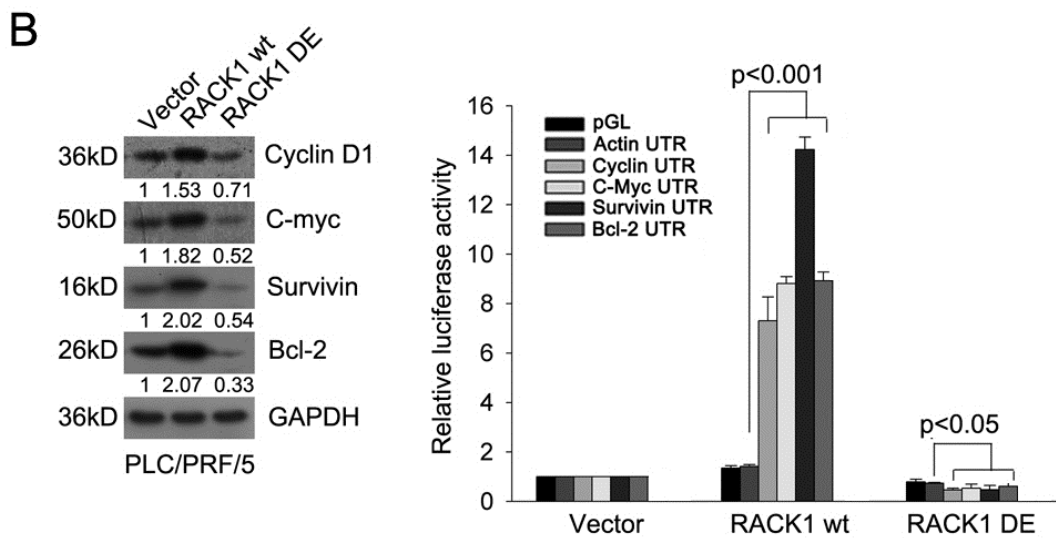 B
Vector
RACK1 wt
RACK1 DE
36kD Cyclin D1
1 1.53 0.71
50kD C-myc
1 1.82 0.52
16kD Survivin
1 2.02 0.54
26kD Bcl-2
1 2.07 0.33
36kD GAPDH
PLC/PRF/5
Relative luciferase activity
16
14
12
10
8
6
4
2
0
pGL
Actin UTR
Cyclin UTR
C-Myc UTR
Survivin UTR
Bcl-2 UTR
p<0.001
p<0.05
Vector RACK1 wt RACK1 DE